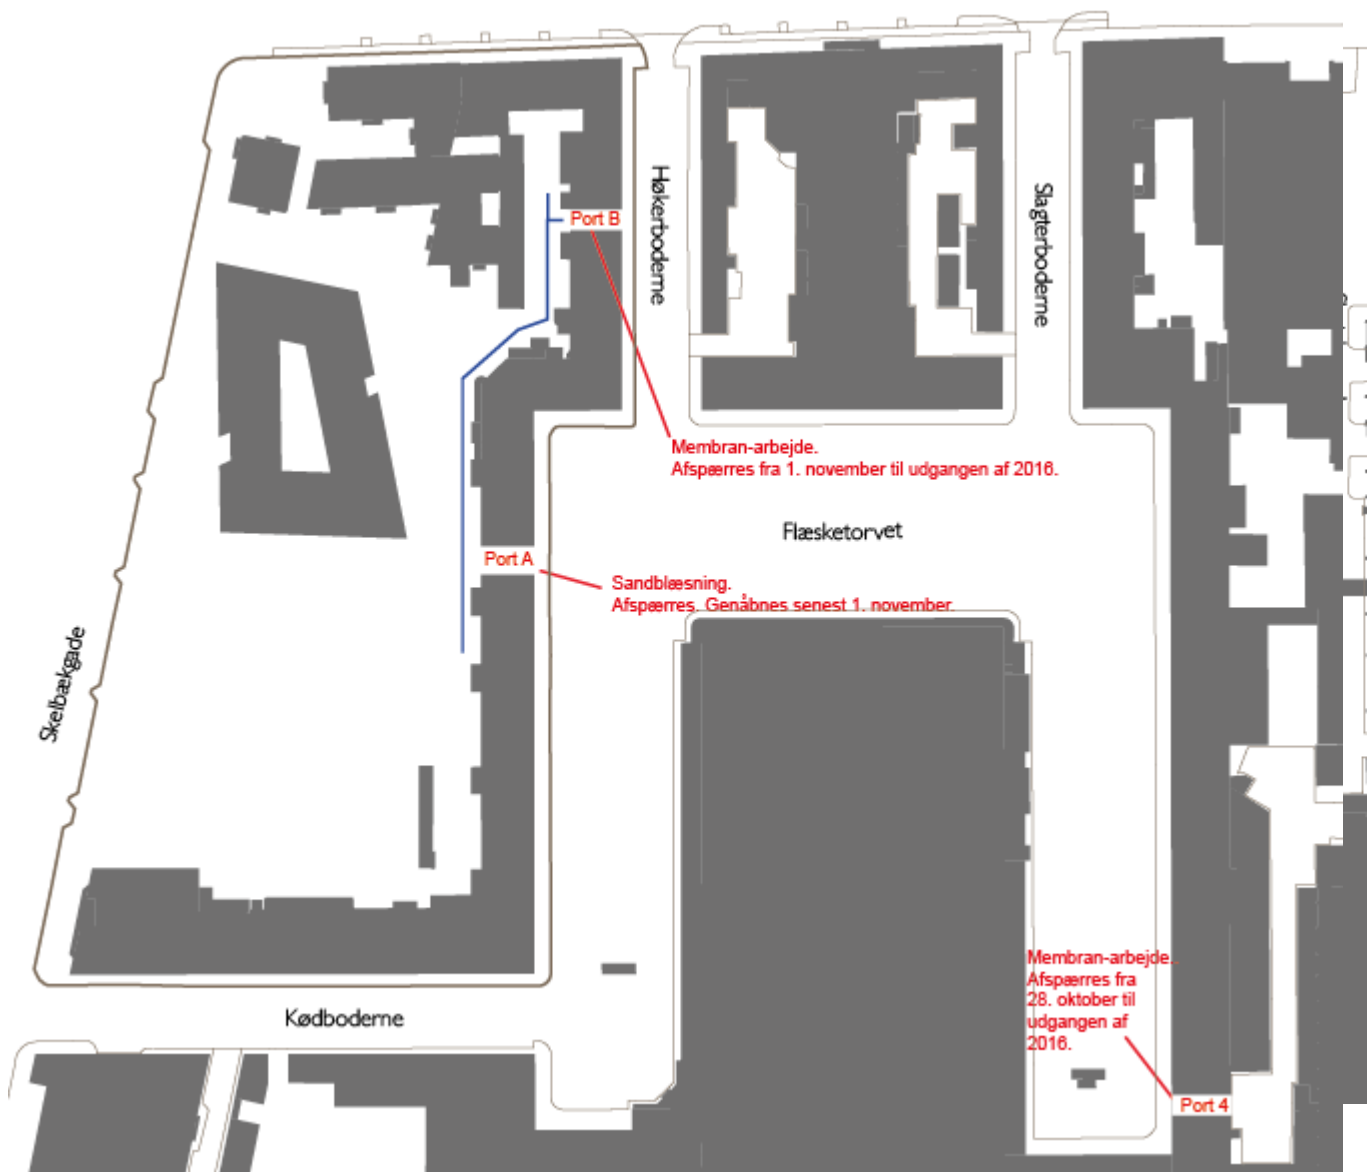 Høkerboderne
Slagterboderne
Port B
Membran-arbejde.
Afspærres fra 1. november til udgangen af 2016.
Flæsketorvet
Port A
Sandblæsning.
Afspærres. Genåbnes senest 1. november.
Skelbækgade
Membran-arbejde.
Afspærres fra
28. oktober til
udgangen af
2016.
Kødboderne
Port 4